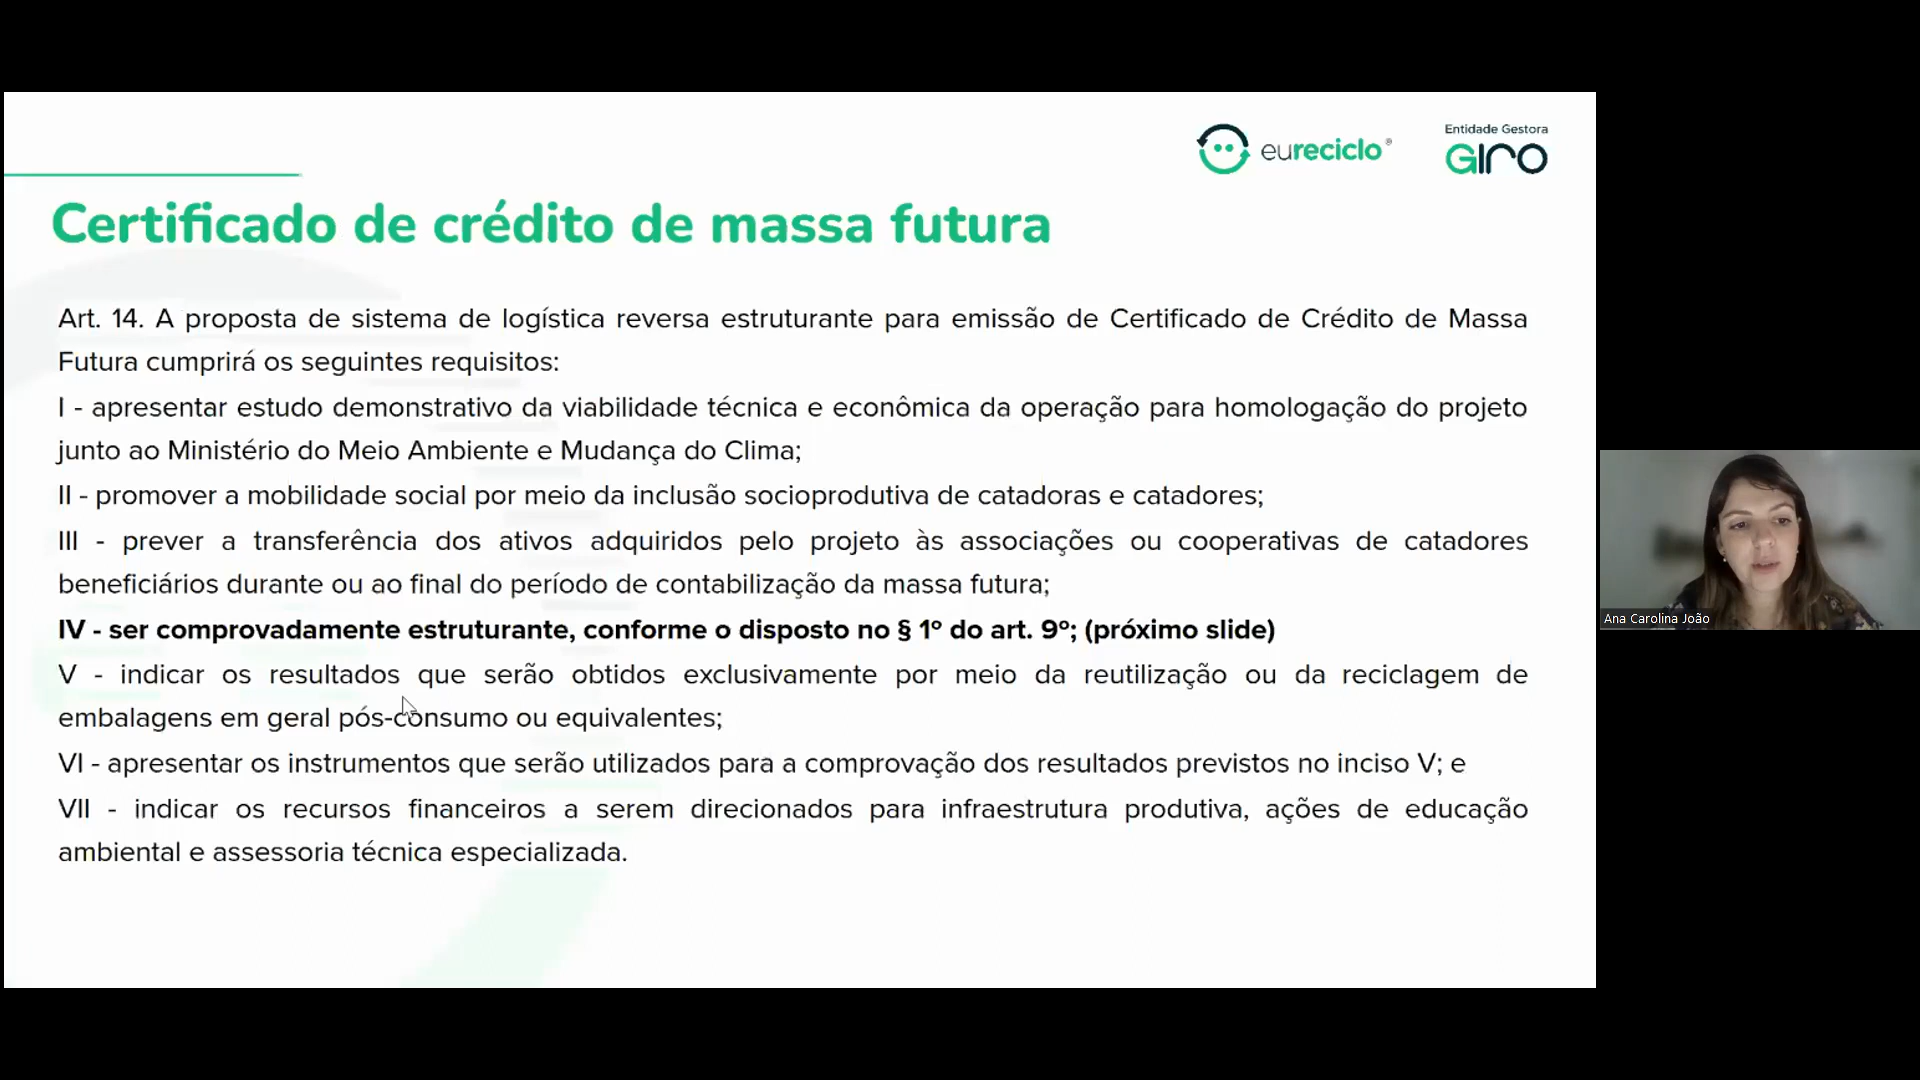 eureciclo®
Entidade Gestora
GIRO
Certificado de crédito de massa futura
Art. 14. A proposta de sistema de logística reversa estruturante para emissão de Certificado de Crédito de Massa
Futura cumprirá os seguintes requisitos:
I - apresentar estudo demonstrativo da viabilidade técnica e econômica da operação para homologação do projeto
junto ao Ministério do Meio Ambiente e Mudança do Clima;
II - promover a mobilidade social por meio da inclusão socioprodutiva de catadoras e catadores;
III - prever a transferência dos ativos adquiridos pelo projeto às associações ou cooperativas de catadores
beneficiários durante ou ao final do período de contabilização da massa futura;
IV - ser comprovadamente estruturante, conforme o disposto no § 1º do art. 9º; (próximo slide)
V - indicar os resultados que serão obtidos exclusivamente por meio da reutilização ou da reciclagem de
embalagens em geral pós-consumo ou equivalentes;
VI - apresentar os instrumentos que serão utilizados para a comprovação dos resultados previstos no inciso V; e
VII - indicar os recursos financeiros a serem direcionados para infraestrutura produtiva, ações de educação
ambiental e assessoria técnica especializada.
Ana Carolina João